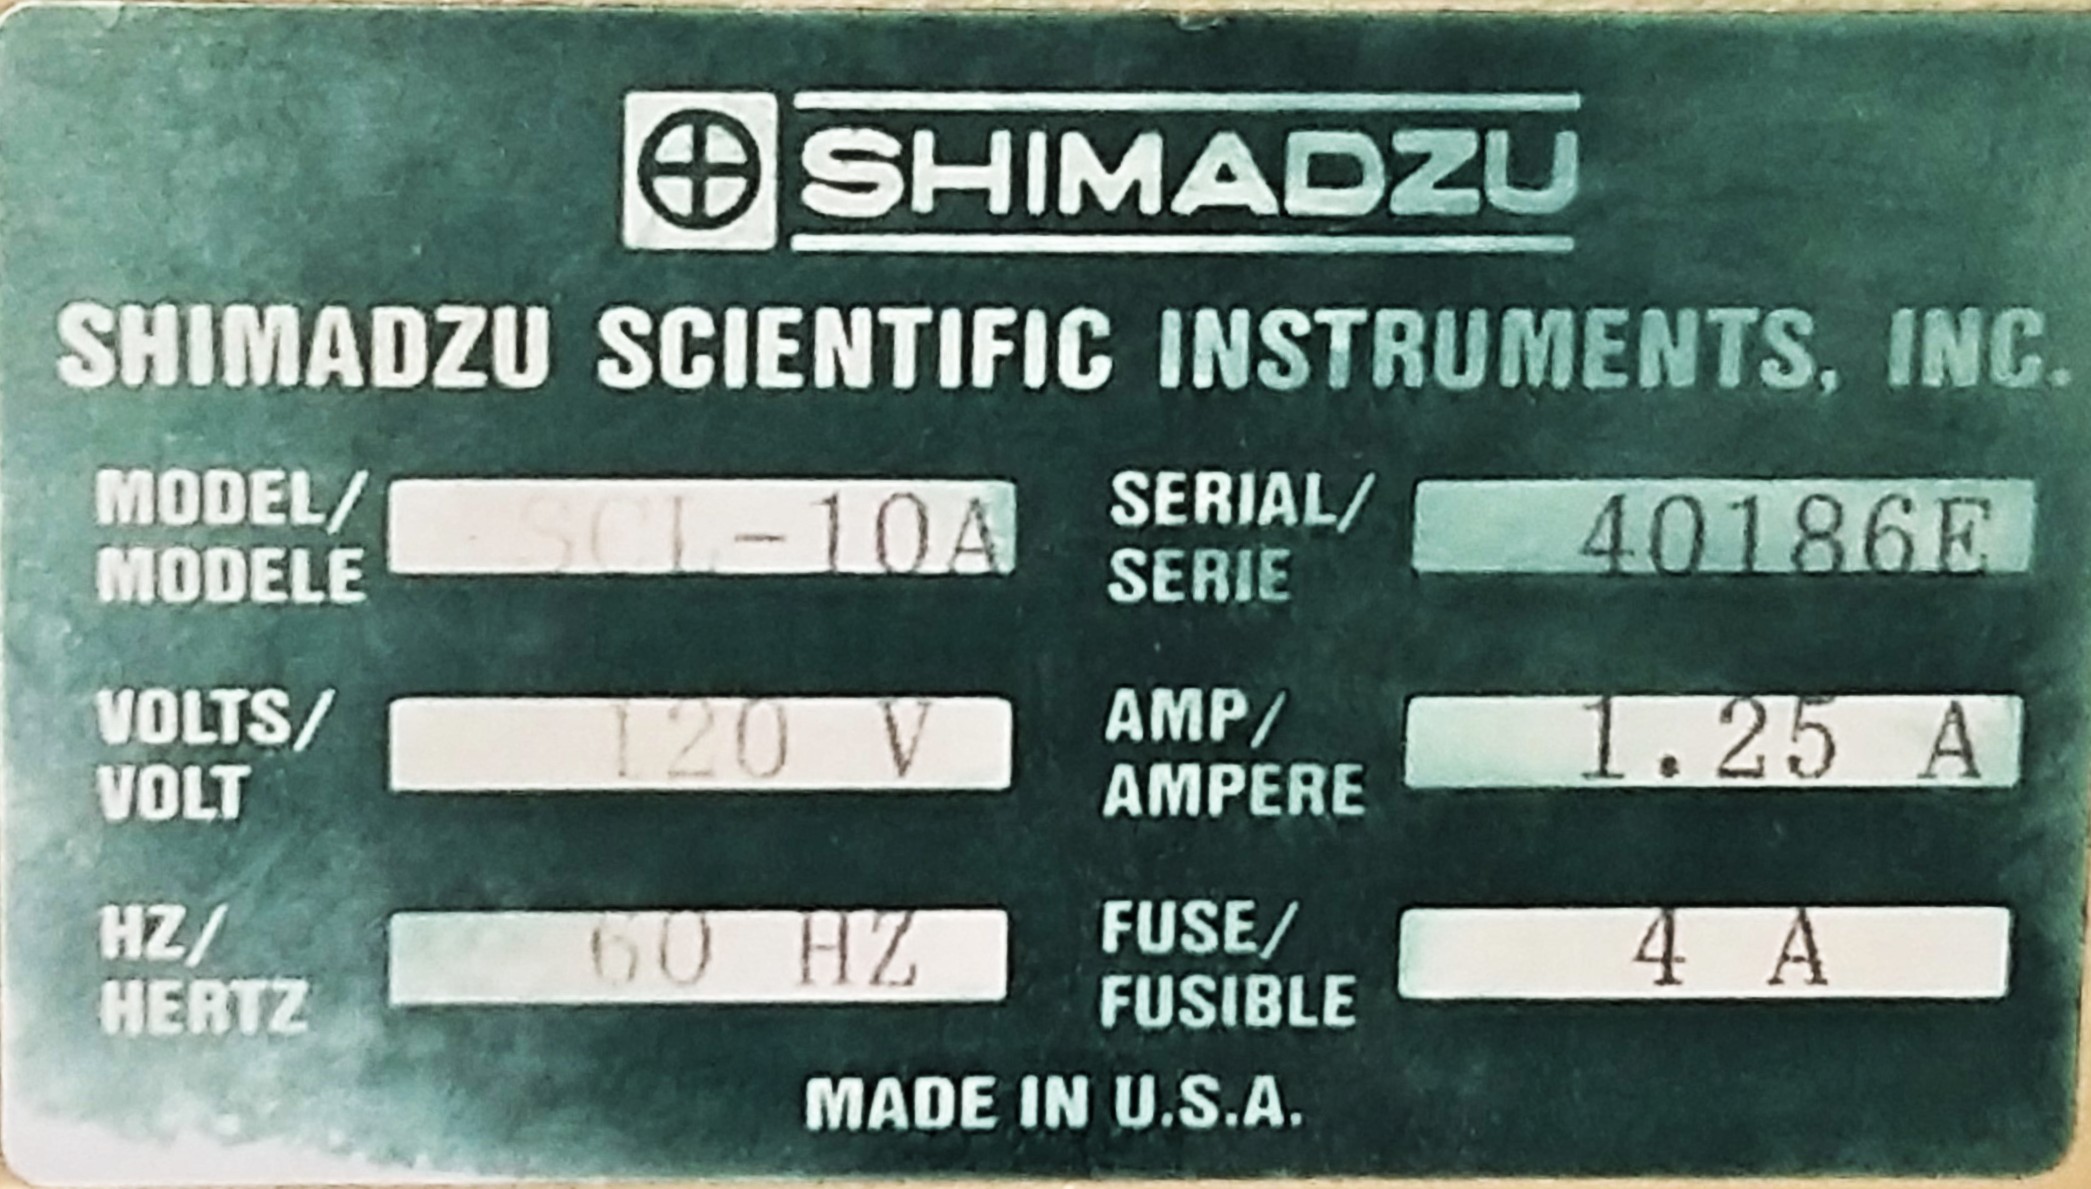 SHIMADZU
SHIMADZU SCIENTIFIC INSTRUMENTS, INC.
MODEL/
MODELE
SCL-10A
SERIAL/
SERIE
40186E
VOLTS/
VOLT
120 V
AMP/
AMPERE
1.25 A
HZ/
HERTZ
60 HZ
FUSE/
FUSIBLE
4 A
MADE IN U.S.A.